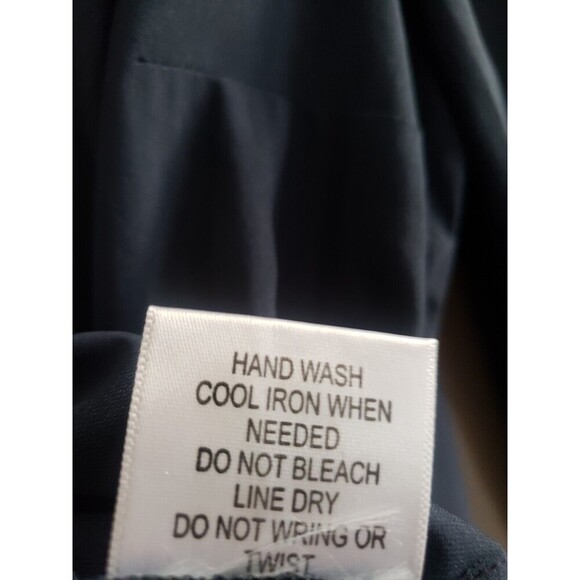 HAND WASH
COOL IRON WHEN
NEEDED
DO NOT BLEACH
LINE DRY
DO NOT WRING OR
TWIST